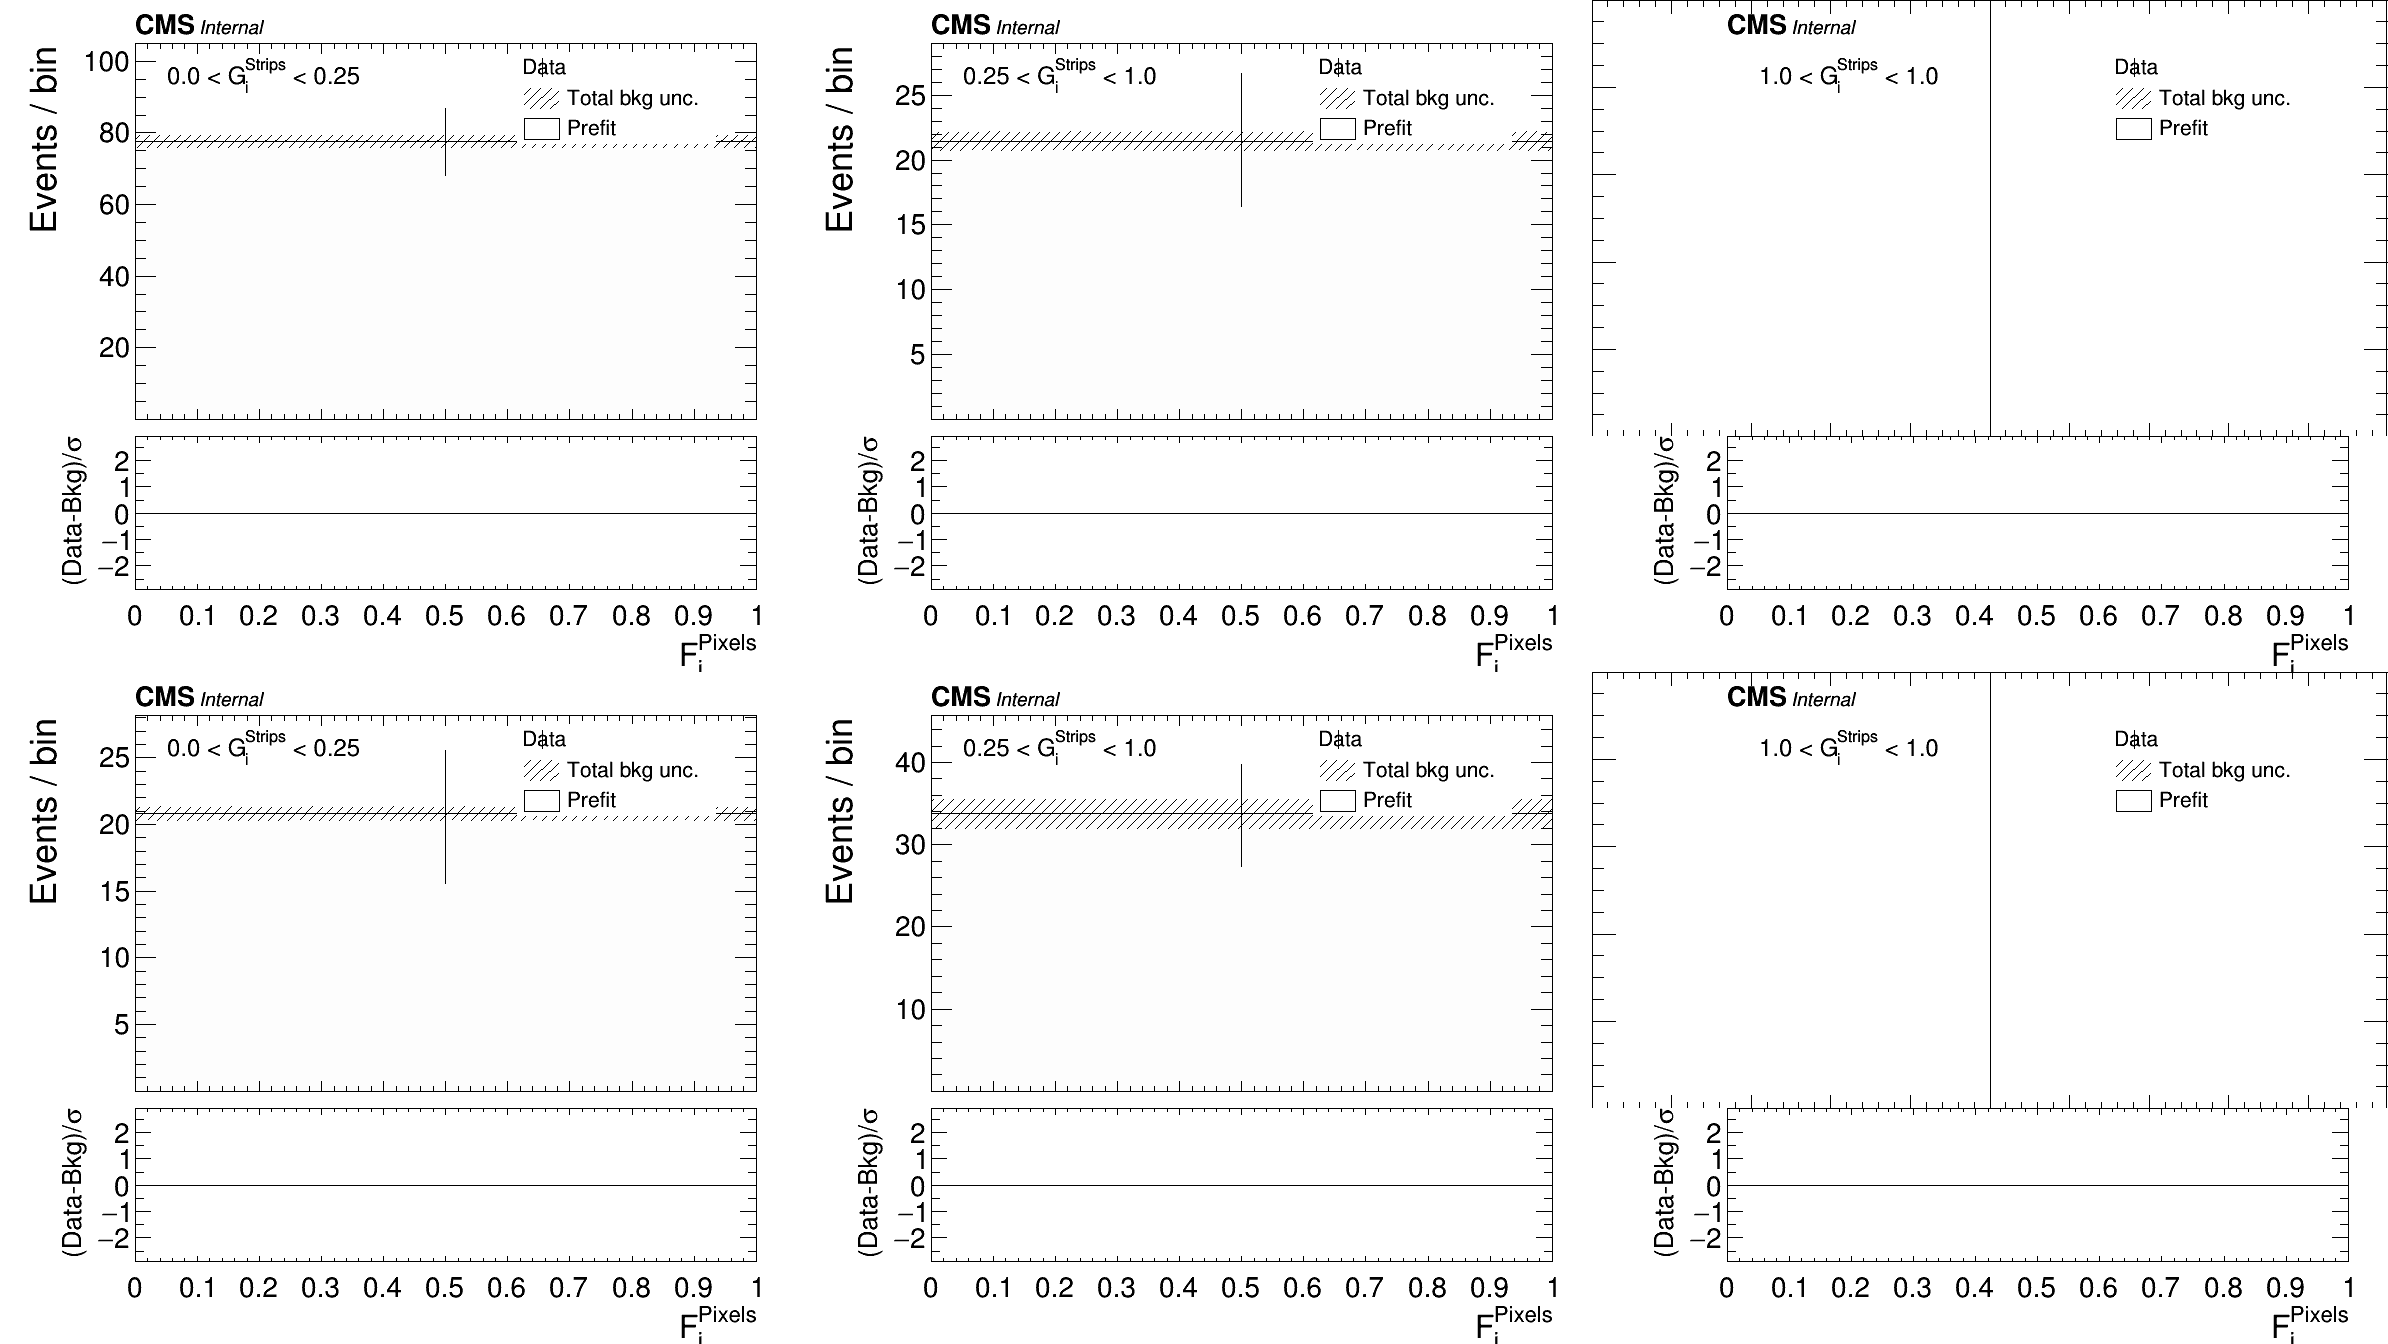 CMS Internal
Events / bin
100
80
60
40
20
0.0 < G_i^Strips < 0.25
Data
Total bkg unc.
Prefit
(Data-Bkg)/σ
2
1
0
−1
−2
0 0.1 0.2 0.3 0.4 0.5 0.6 0.7 0.8 0.9 1
F_i^Pixels
CMS Internal
Events / bin
25
20
15
10
5
0.25 < G_i^Strips < 1.0
Data
Total bkg unc.
Prefit
(Data-Bkg)/σ
2
1
0
−1
−2
0 0.1 0.2 0.3 0.4 0.5 0.6 0.7 0.8 0.9 1
F_i^Pixels
CMS Internal
1.0 < G_i^Strips < 1.0
Data
Total bkg unc.
Prefit
(Data-Bkg)/σ
2
1
0
−1
−2
0 0.1 0.2 0.3 0.4 0.5 0.6 0.7 0.8 0.9 1
F_i^Pixels
CMS Internal
Events / bin
25
20
15
10
5
0.0 < G_i^Strips < 0.25
Data
Total bkg unc.
Prefit
(Data-Bkg)/σ
2
1
0
−1
−2
0 0.1 0.2 0.3 0.4 0.5 0.6 0.7 0.8 0.9 1
F_i^Pixels
CMS Internal
Events / bin
40
30
20
10
0.25 < G_i^Strips < 1.0
Data
Total bkg unc.
Prefit
(Data-Bkg)/σ
2
1
0
−1
−2
0 0.1 0.2 0.3 0.4 0.5 0.6 0.7 0.8 0.9 1
F_i^Pixels
CMS Internal
1.0 < G_i^Strips < 1.0
Data
Total bkg unc.
Prefit
(Data-Bkg)/σ
2
1
0
−1
−2
0 0.1 0.2 0.3 0.4 0.5 0.6 0.7 0.8 0.9 1
F_i^Pixels